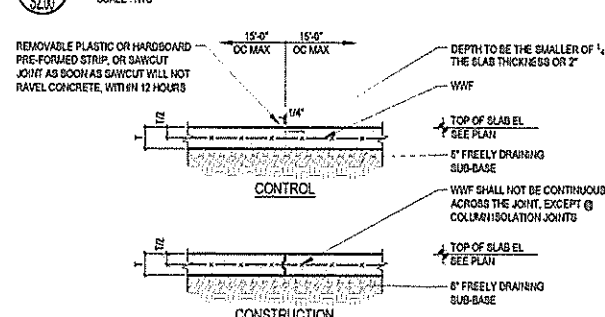 S2.00
SCALE : NTS
15'-0" 15'-0"
OC MAX OC MAX
REMOVABLE PLASTIC OR HARDBOARD
PRE-FORMED STRIP, OR SAWCUT
JOINT AS SOON AS SAWCUT WILL NOT
RAVEL CONCRETE, WITHIN 12 HOURS
DEPTH TO BE THE SMALLER OF 1/4
THE SLAB THICKNESS OR 2"
WWF
1/4"
T/2
T
TOP OF SLAB EL
SEE PLAN
6" FREELY DRAINING
SUB-BASE
CONTROL
WWF SHALL NOT BE CONTINUOUS
ACROSS THE JOINT, EXCEPT @
COLUMN ISOLATION JOINTS
T/2
T
TOP OF SLAB EL
SEE PLAN
6" FREELY DRAINING
SUB-BASE
CONSTRUCTION